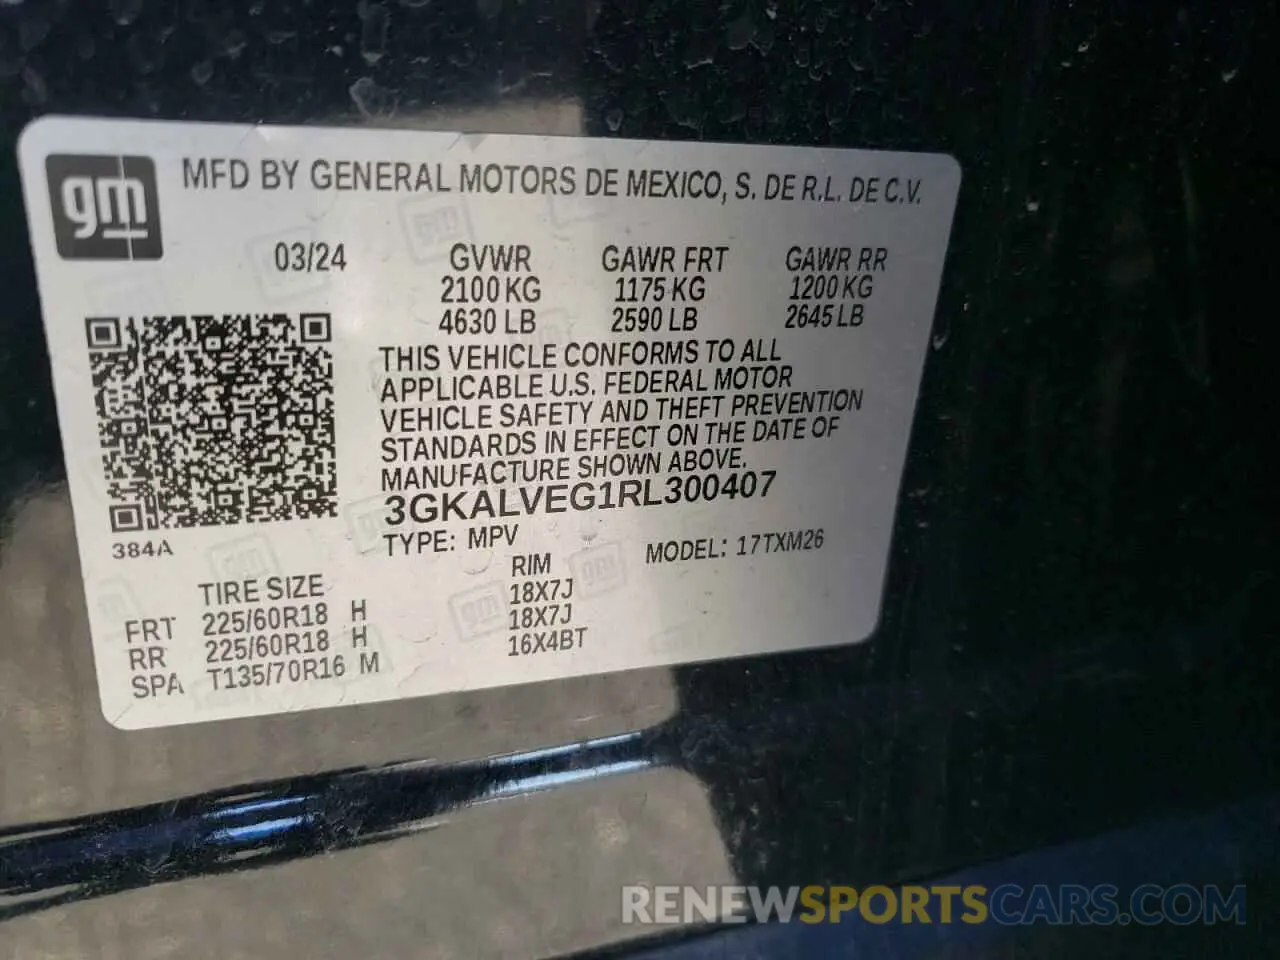 gm
MFD BY GENERAL MOTORS DE MEXICO, S. DE R.L. DE C.V.
03/24 GVWR GAWR FRT GAWR RR
2100 KG 1175 KG 1200 KG
4630 LB 2590 LB 2645 LB
THIS VEHICLE CONFORMS TO ALL
APPLICABLE U.S. FEDERAL MOTOR
VEHICLE SAFETY AND THEFT PREVENTION
STANDARDS IN EFFECT ON THE DATE OF
MANUFACTURE SHOWN ABOVE.
3GKALVEG1RL300407
384A
TYPE: MPV MODEL: 17TXM26
TIRE SIZE RIM
FRT 225/60R18 H 18X7J
RR 225/60R18 H 18X7J
SPA T135/70R16 M 16X4BT
RENEWSPORTSCARS.COM